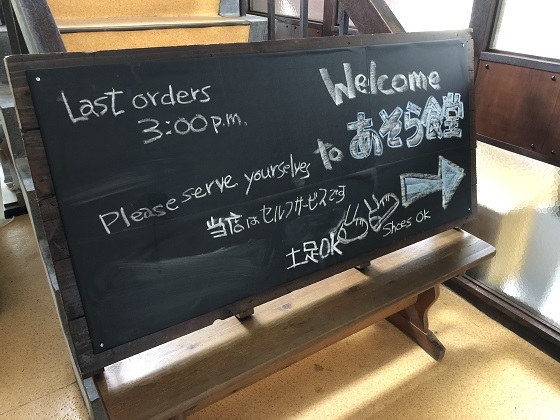 Last orders
3:00 p.m.
Welcome
to あそら食堂
Please serve yourselves
当店はセルフサービスです
土足OK
Shoes OK